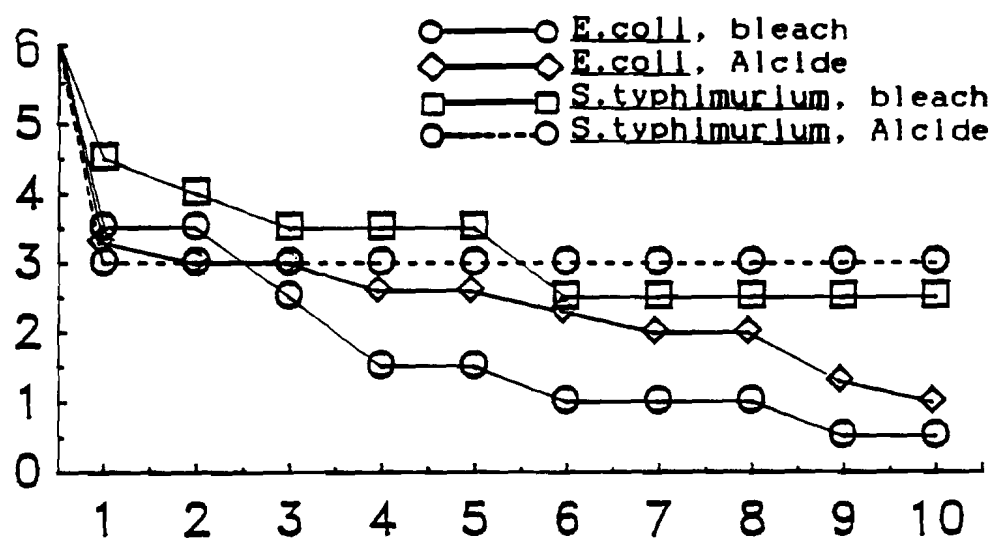 E.coli, bleach
E.coli, Alcide
S.typhimurium, bleach
S.typhimurium, Alcide
6
5
4
3
2
1
0
1 2 3 4 5 6 7 8 9 10